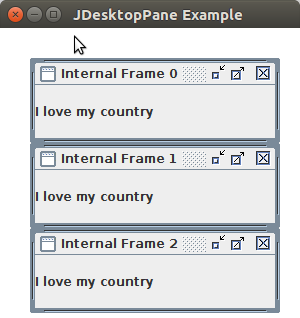 JDesktopPane Example
Internal Frame 0
I love my country
Internal Frame 1
I love my country
Internal Frame 2
I love my country